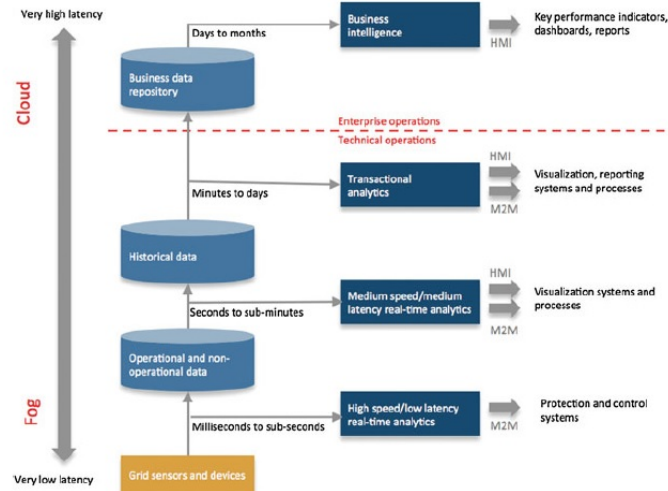 Very high latency
Cloud
Fog
Very low latency
Days to months
Business
intelligence
HMI
Key performance indicators,
dashboards, reports
Business data
repository
Enterprise operations
Technical operations
Minutes to days
Transactional
analytics
HMI
M2M
Visualization, reporting
systems and processes
Historical data
Seconds to sub-minutes
Medium speed/medium
latency real-time analytics
HMI
M2M
Visualization systems and
processes
Operational and non-
operational data
Milliseconds to sub-seconds
High speed/low latency
real-time analytics
M2M
Protection and control
systems
Grid sensors and devices